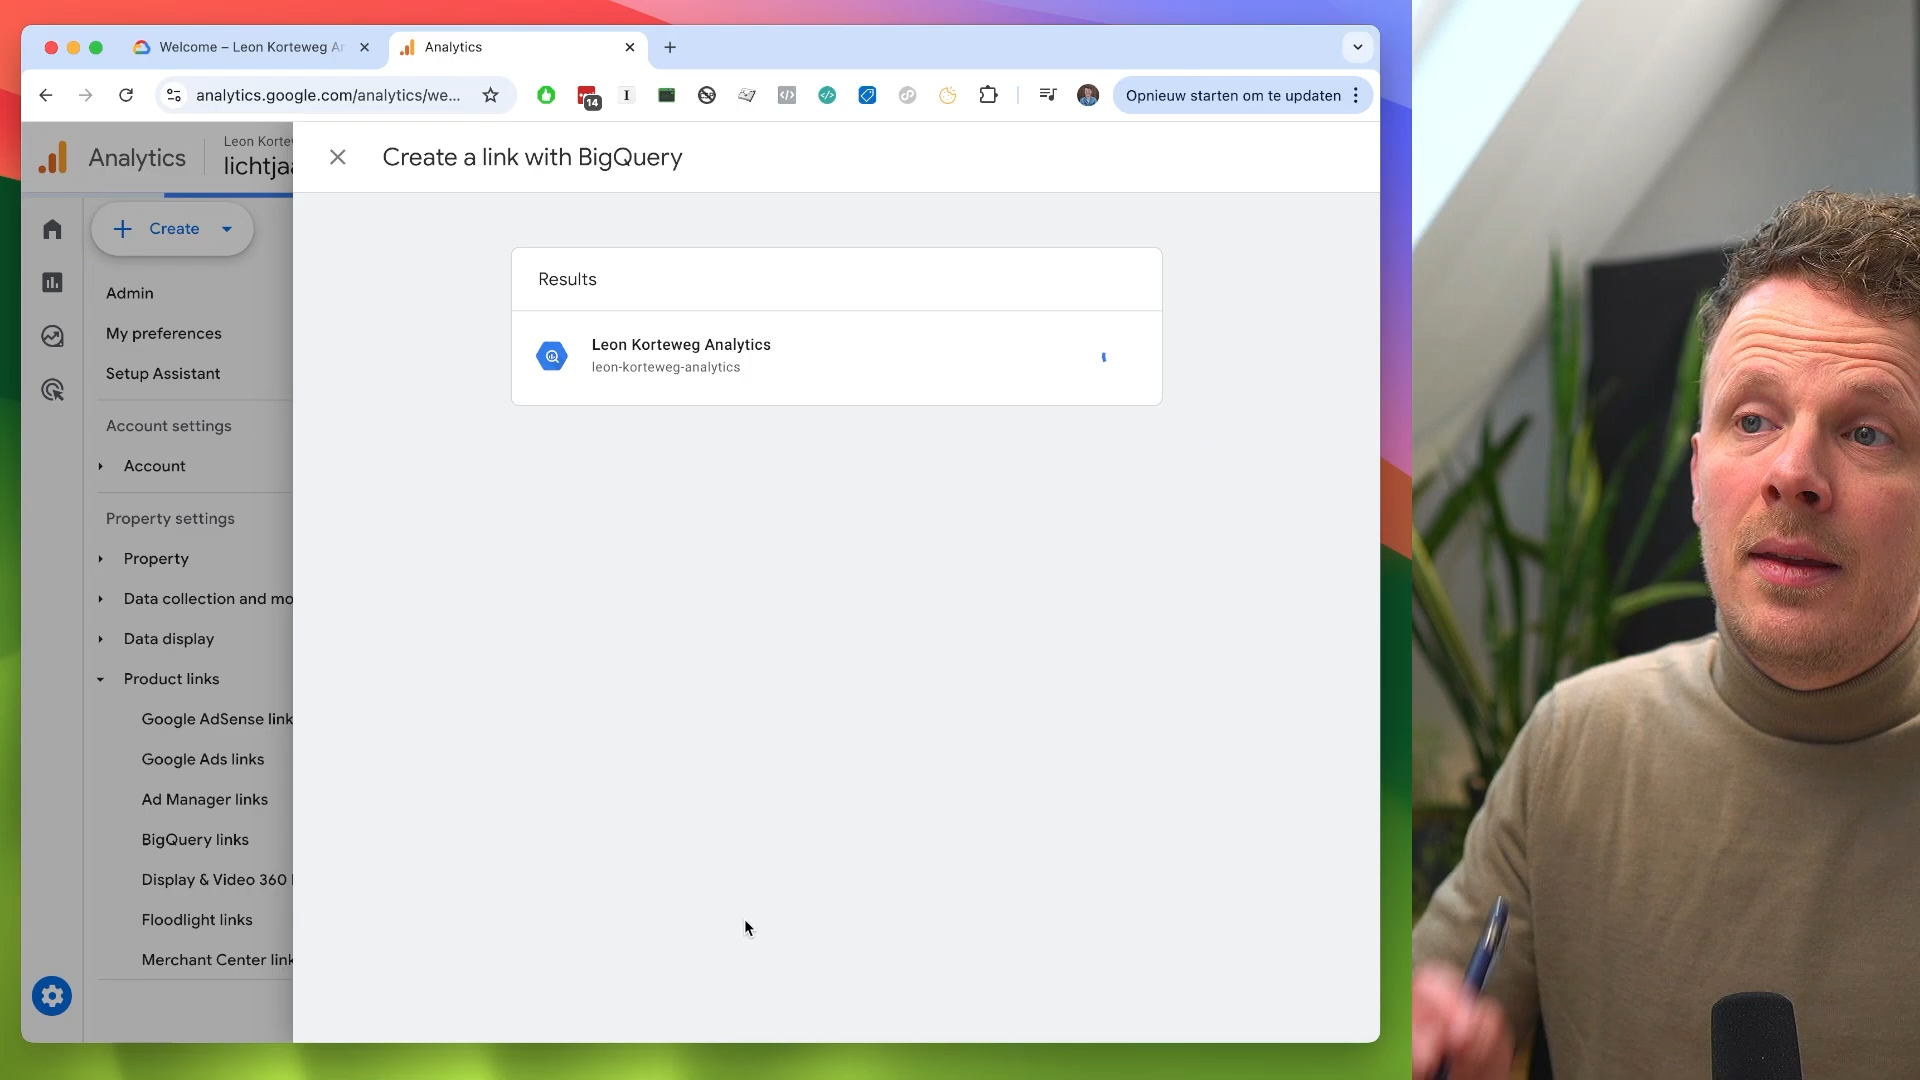 Welcome – Leon Korteweg An
Analytics
analytics.google.com/analytics/we...
14
Opnieuw starten om te updaten
Analytics
Leon Korte
lichtja
Create a link with BigQuery
Create
Admin
My preferences
Setup Assistant
Account settings
Account
Property settings
Property
Data collection and mo
Data display
Product links
Google AdSense link
Google Ads links
Ad Manager links
BigQuery links
Display & Video 360 l
Floodlight links
Merchant Center link
Results
Leon Korteweg Analytics
leon-korteweg-analytics